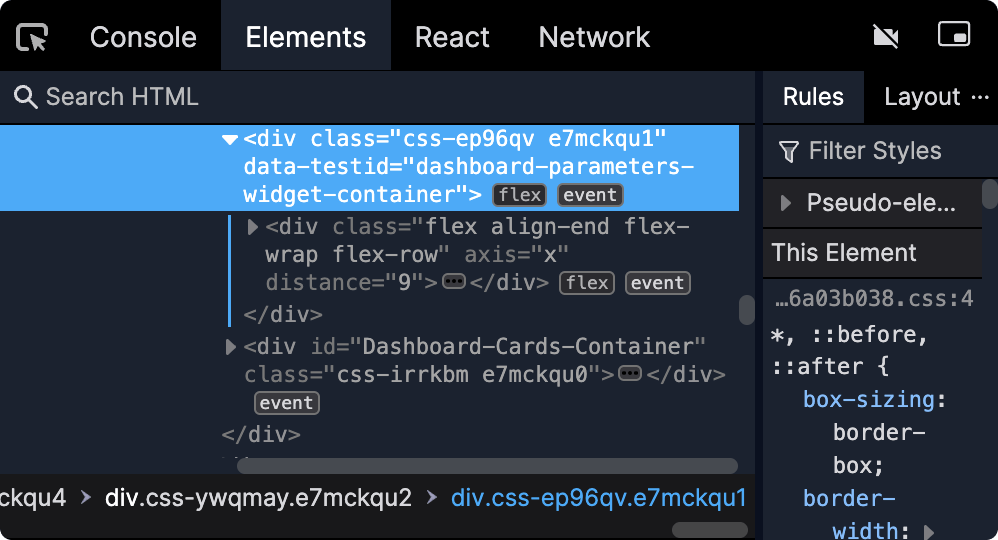 Console Elements React Network
Search HTML
<div class="css-ep96qv e7mckqu1"
data-testid="dashboard-parameters-
widget-container"> flex event
<div class="flex align-end flex-
wrap flex-row" axis="x"
distance="9"></div> flex event
</div>
<div id="Dashboard-Cards-Container"
class="css-irrkbm e7mckqu0"></div>
event
</div>
ckqu4 > div.css-ywqmay.e7mckqu2 > div.css-ep96qv.e7mckqu1
Rules Layout ...
Filter Styles
Pseudo-ele...
This Element
…6a03b038.css:4
*, ::before,
::after {
box-sizing:
border-
box;
border-
width: